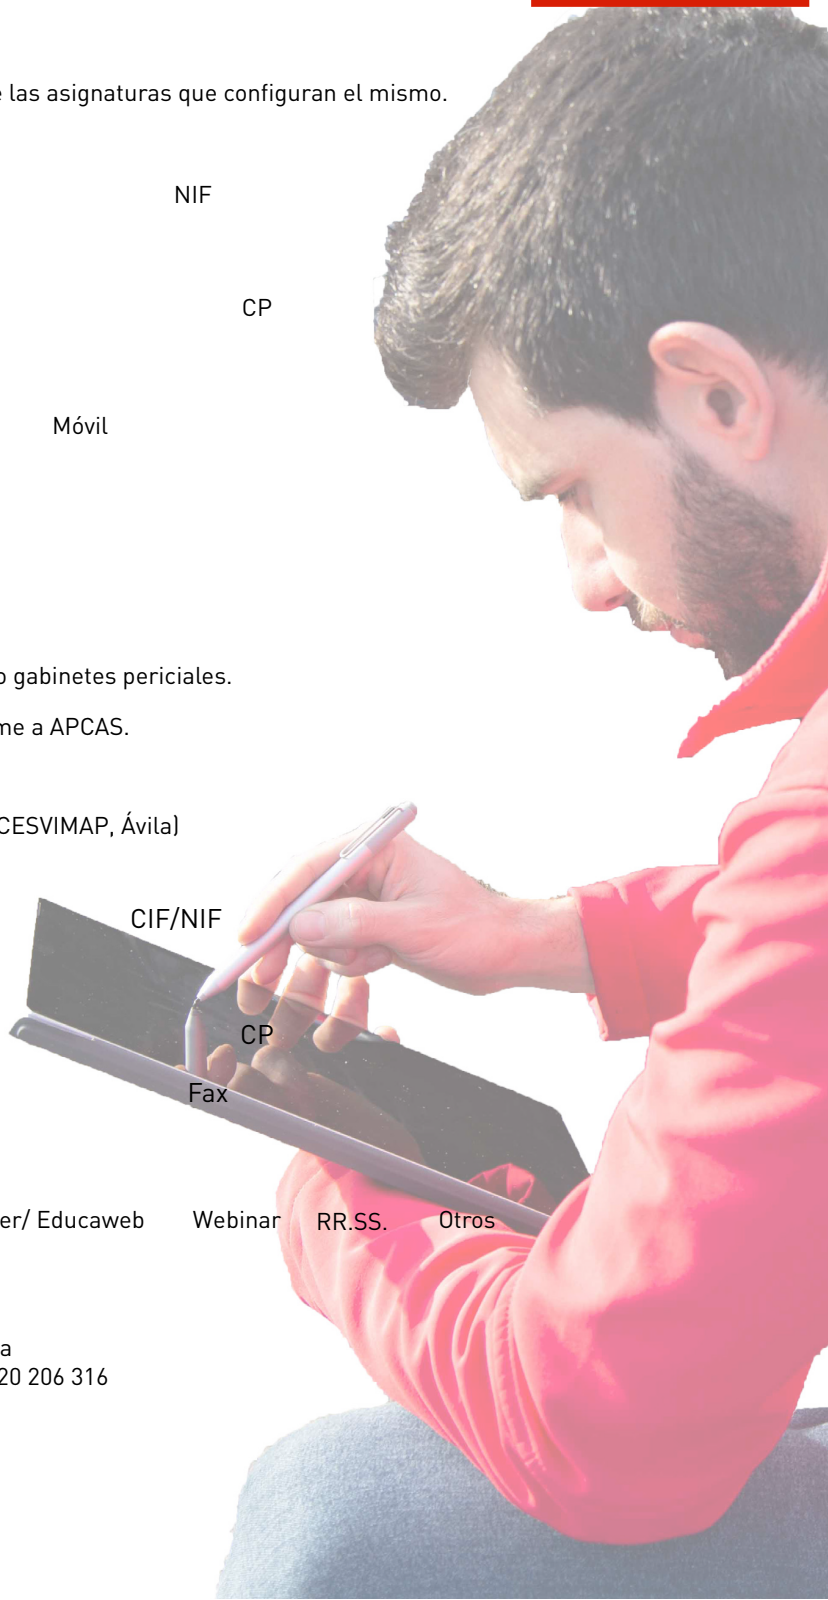 e las asignaturas que configuran el mismo.
NIF
CP
Móvil
o gabinetes periciales.
me a APCAS.
CESVIMAP, Ávila)
CIF/NIF
CP
Fax
er/ Educaweb Webinar RR.SS. Otros
a
20 206 316